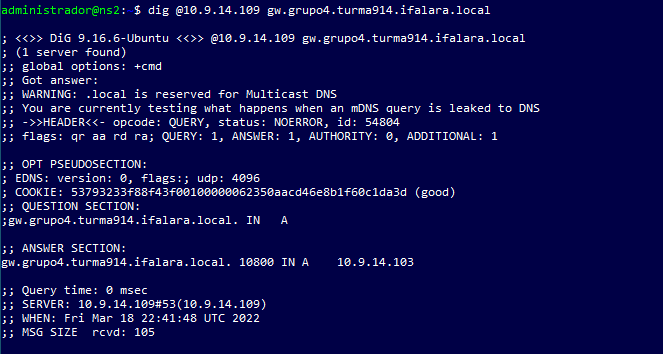 administrador@ns2:~$ dig @10.9.14.109 gw.grupo4.turma914.ifalara.local
; <<>> DiG 9.16.6-Ubuntu <<>> @10.9.14.109 gw.grupo4.turma914.ifalara.local
; (1 server found)
;; global options: +cmd
;; Got answer:
;; WARNING: .local is reserved for Multicast DNS
;; You are currently testing what happens when an mDNS query is leaked to DNS
;; ->>HEADER<<- opcode: QUERY, status: NOERROR, id: 54804
;; flags: qr aa rd ra; QUERY: 1, ANSWER: 1, AUTHORITY: 0, ADDITIONAL: 1
;; OPT PSEUDOSECTION:
; EDNS: version: 0, flags:; udp: 4096
; COOKIE: 53793233f88f43f00100000062350aacd46e8b1f60c1da3d (good)
;; QUESTION SECTION:
;gw.grupo4.turma914.ifalara.local. IN A
;; ANSWER SECTION:
gw.grupo4.turma914.ifalara.local. 10800 IN A 10.9.14.103
;; Query time: 0 msec
;; SERVER: 10.9.14.109#53(10.9.14.109)
;; WHEN: Fri Mar 18 22:41:48 UTC 2022
;; MSG SIZE rcvd: 105